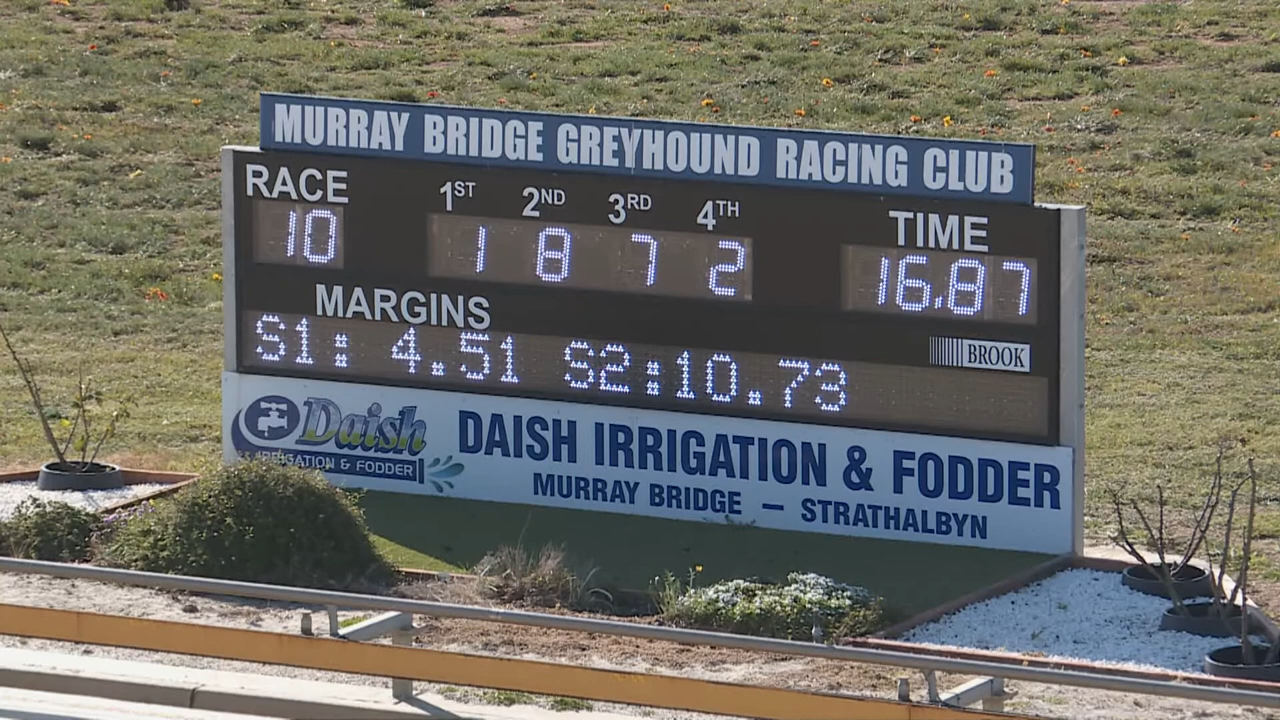 MURRAY BRIDGE GREYHOUND RACING CLUB
RACE 1ST 2ND 3RD 4TH TIME
10 1 8 7 2 16.87
MARGINS
BROOK
S1: 4.51 S2:10.73
Daish
IRRIGATION & FODDER
DAISH IRRIGATION & FODDER
MURRAY BRIDGE – STRATHALBYN